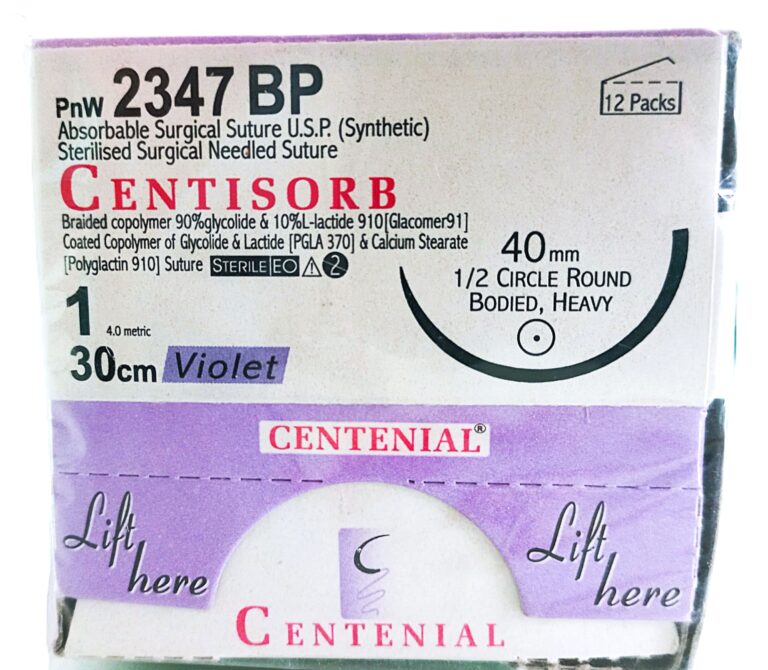 PnW 2347 BP
12 Packs
Absorbable Surgical Suture U.S.P. (Synthetic)
Sterilised Surgical Needled Suture
CENTISORB
Braided copolymer 90%glycolide & 10%L-lactide 910[Glacomer91]
Coated Copolymer of Glycolide & Lactide [PGLA 370] & Calcium Stearate
[Polyglactin 910] Suture STERILE EO 2
40mm
1/2 CIRCLE ROUND
BODIED, HEAVY
1 4.0 metric
30cm Violet
CENTENIAL®
Lift here
Lift here
CENTENIAL